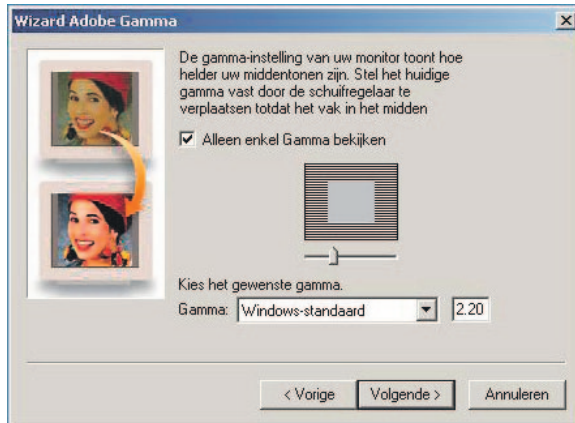 Wizard Adobe Gamma
De gamma-instelling van uw monitor toont hoe
helder uw middentonen zijn. Stel het huidige
gamma vast door de schuifregelaar te
verplaatsen totdat het vak in het midden
Alleen enkel Gamma bekijken
Kies het gewenste gamma.
Gamma: Windows-standaard 2.20
< Vorige Volgende > Annuleren